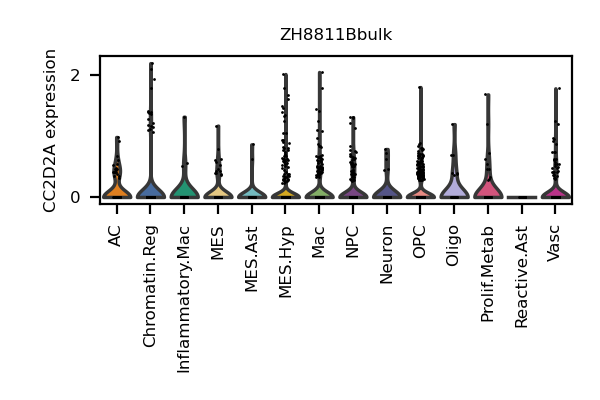 ZH8811Bbulk
CC2D2A expression
2
0
AC
Chromatin.Reg
Inflammatory.Mac
MES
MES.Ast
MES.Hyp
Mac
NPC
Neuron
OPC
Oligo
Prolif.Metab
Reactive.Ast
Vasc